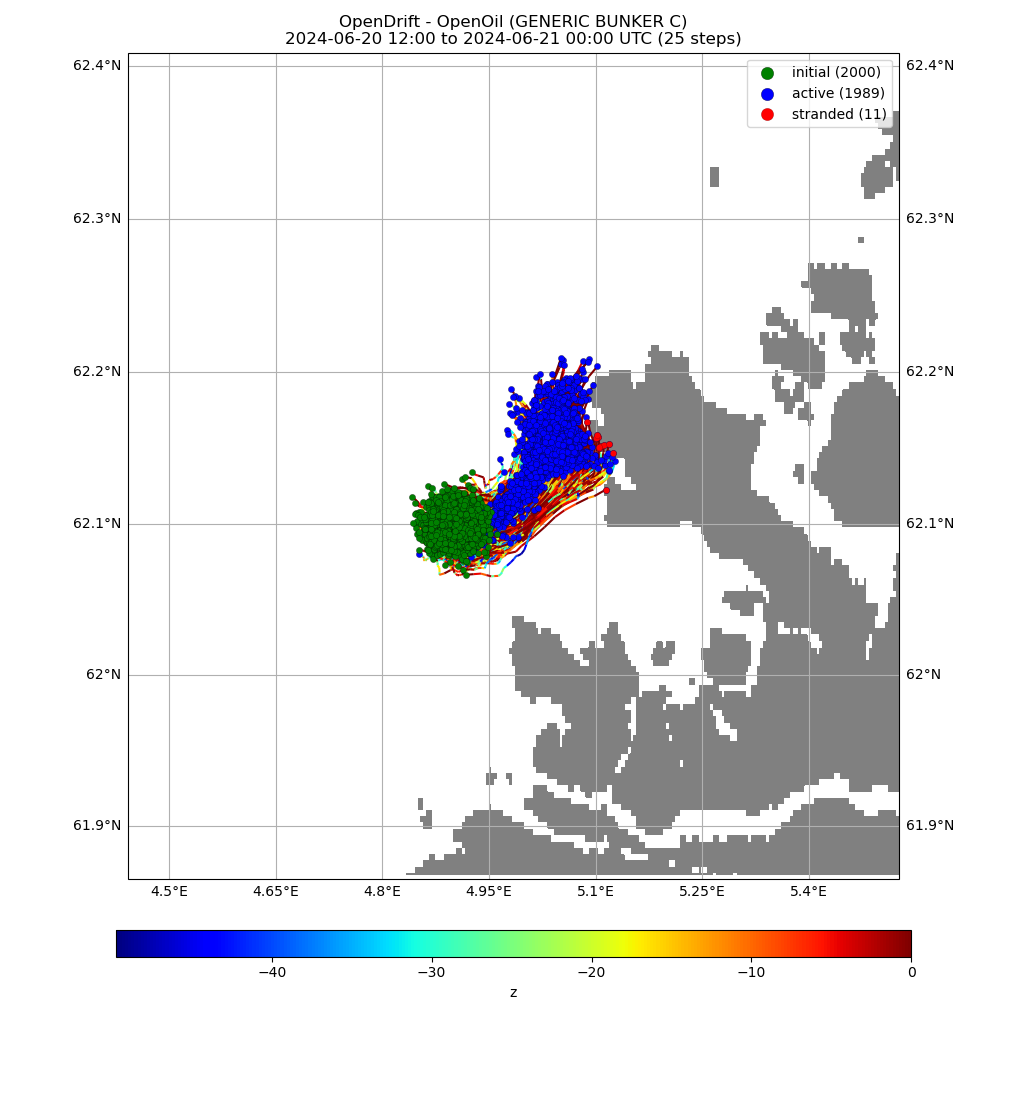 OpenDrift - OpenOil (GENERIC BUNKER C)
2024-06-20 12:00 to 2024-06-21 00:00 UTC (25 steps)
initial (2000)
active (1989)
stranded (11)
62.4°N
62.4°N
62.3°N
62.3°N
62.2°N
62.2°N
62.1°N
62.1°N
62°N
62°N
61.9°N
61.9°N
4.5°E
4.65°E
4.8°E
4.95°E
5.1°E
5.25°E
5.4°E
−40
−30
−20
−10
0
z